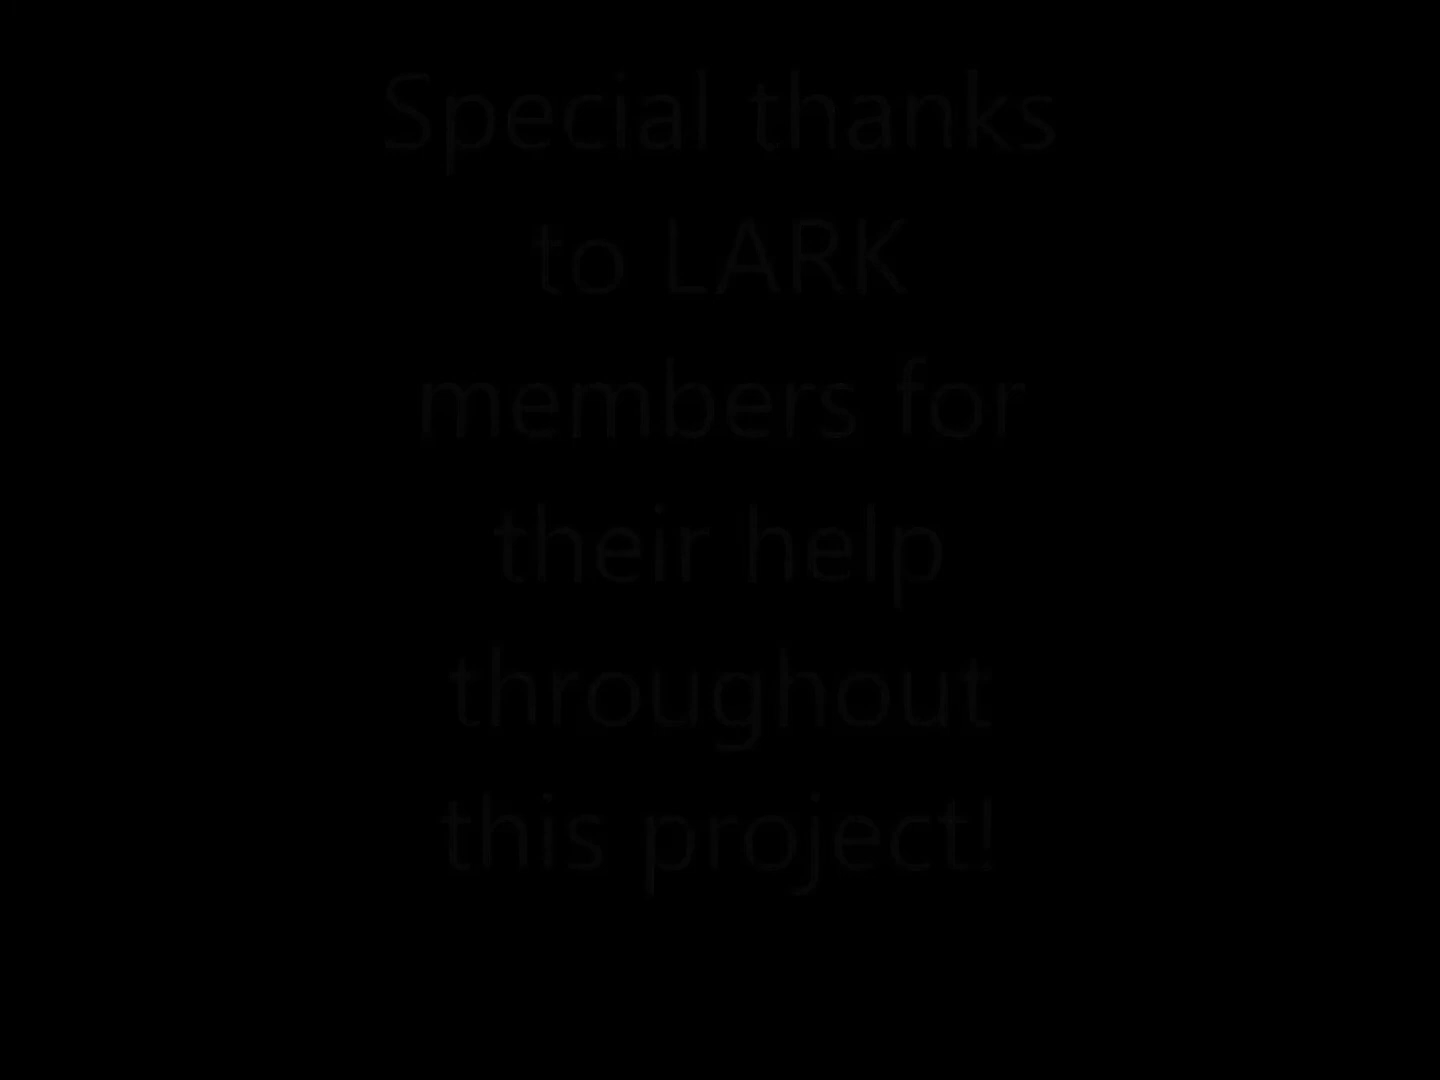 Special thanks
to LARK
members for
their help
throughout
this project!